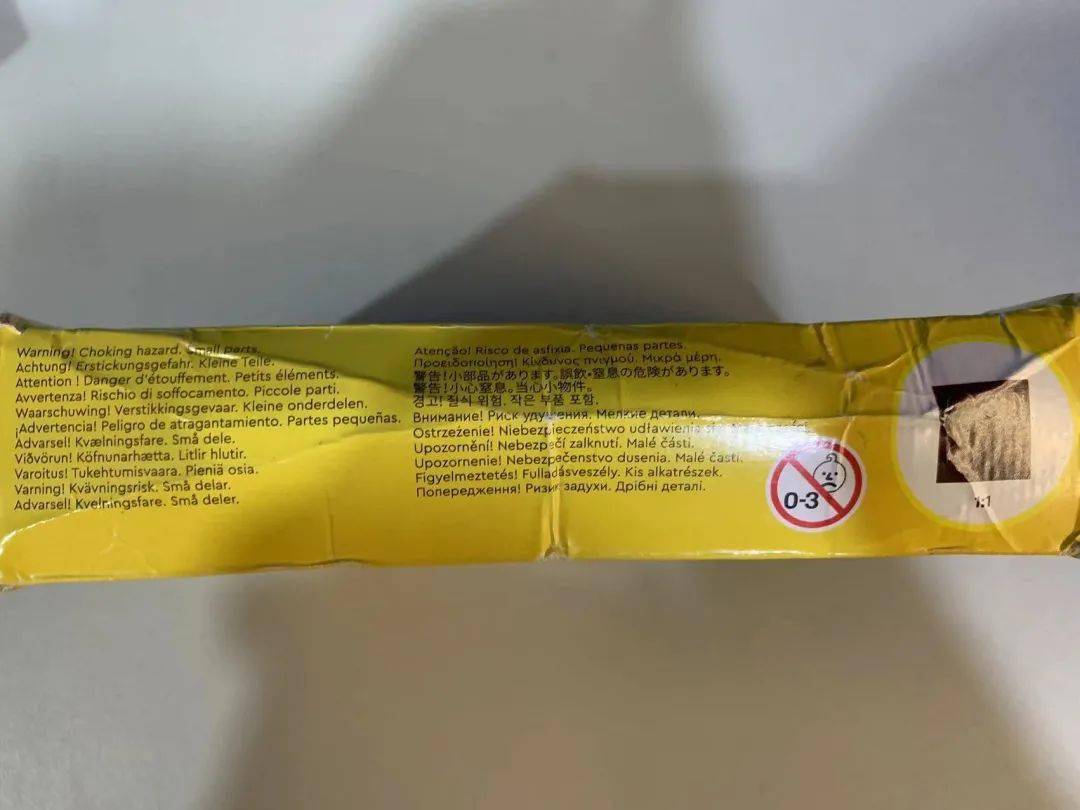 Warning! Choking hazard. Small parts.
Achtung! Erstickungsgefahr. Kleine Teile.
Attention ! Danger d'étouffement. Petits éléments.
Avvertenza! Rischio di soffocamento. Piccole parti.
Waarschuwing! Verstikkingsgevaar. Kleine onderdelen.
¡Advertencia! Peligro de atragantamiento. Partes pequeñas.
Advarsel! Kvælningsfare. Små dele.
Viðvörun! Köfnunarhætta. Litlir hlutir.
Varoitus! Tukehtumisvaara. Pieniä osia.
Varning! Kvävningsrisk. Små delar.
Advarsel! Kvelningsfare. Små deler.
Atenção! Risco de asfixia. Pequenas partes.
Προειδοποίηση! Κίνδυνος πνιγμού. Μικρά μέρη.
警告!小部品があります。誤飲・窒息の危険があります。
警告!小心窒息。当心小物件。
경고! 질식 위험. 작은 부품 포함.
Внимание! Риск удушения. Мелкие детали.
Ostrzeżenie! Niebezpieczeństwo udławienia
Upozornění! Nebezpečí zalknutí. Malé části.
Upozornenie! Nebezpečenstvo dusenia. Malé časti.
Figyelmeztetés! Fulladásveszély. Kis alkatrészek.
Попередження! Ризик задухи. Дрібні деталі.
0-3
1:1